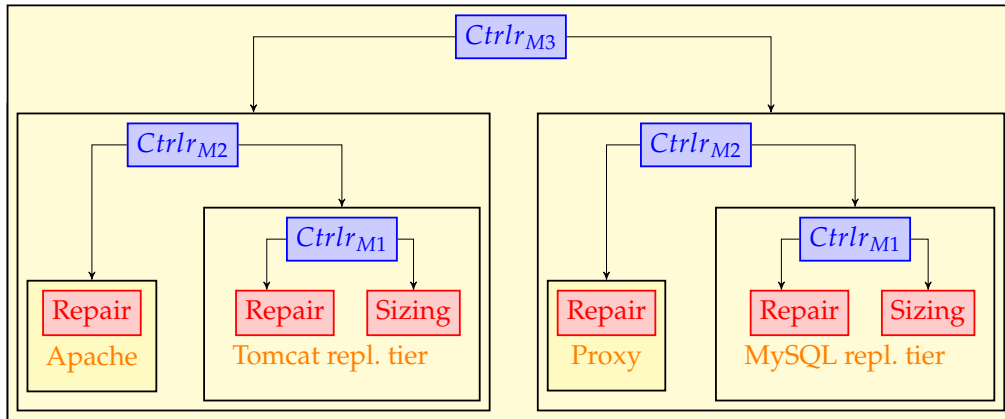 Ctrlr_M3
Ctrlr_M2 Ctrlr_M2
Ctrlr_M1 Ctrlr_M1
Repair Repair Sizing Repair Repair Sizing
Apache Tomcat repl. tier Proxy MySQL repl. tier